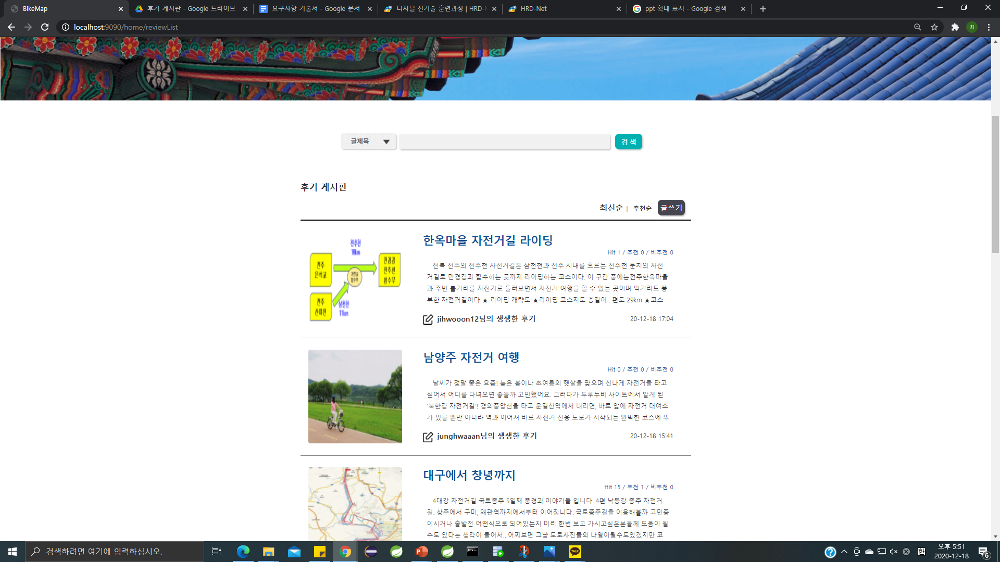 BikeMap
후기 게시판 - Google 드라이브
요구사항 기술서 - Google 문서
디지털 신기술 훈련과정 | HRD-N
HRD-Net
ppt 확대 표시 - Google 검색
localhost:9090/home/reviewList
최
글제목
검 색
후기 게시판
최신순 | 추천순 글쓰기
전주천
18km
전주
은석교
만경강
전주천
합수부
전주
삼천천
11km
한옥마을 자전거길 라이딩
Hit 1 / 추천 0 / 비추천 0
전북 전주의 전주천 자전거길은 삼천천과 전주 시내를 흐르는 전주천 둔치의 자전
거길로 만경강과 합수하는 곳까지 라이딩하는 코스이다. 이 구간 중에는전주한옥마을
과 주변 볼거리를 자전거로 둘러보면서 자전거 여행을 할 수 있는 곳이며 먹거리도 풍
부한 자전거길이다 ★ 라이딩 개략도 ★라이딩 코스지도 총길이 : 편도 29km ★코스
jihwooon12님의 생생한 후기
20-12-18 17:04
남양주 자전거 여행
Hit 0 / 추천 0 / 비추천 0
날씨가 정말 좋은 요즘! 늦은 봄이나 초여름의 햇살을 맞으며 신나게 자전거를 타고
싶어서 어디를 다녀오면 좋을까 고민했어요. 그러다가 두루누비 사이트에서 알게 된
'북한강 자전거길'! 경의중앙선을 타고 운길산역에서 내리면, 바로 앞에 자전거 대여소
가 있을 뿐만 아니라 역과 이어져 바로 자전거 전용 도로가 시작되는 완벽한 코스에 뚜
junghwaaan님의 생생한 후기
20-12-18 15:41
대구에서 창녕까지
Hit 15 / 추천 1 / 비추천 0
4대강 자전거길 국토종주 5일째 풍경과 이야기들 입니다. 4편 낙동강 종주 자전거
길. 상주에서 구미, 왜관역까지에서부터 이어집니다. 국토종주길을 이용해볼까 고민중
이시거나 출발전 어떤식으로 되어있는지 미리 한번 보고 가시고싶은분들께 도움이 될
수도 있다는 생각이 들어서.. 어찌보면 그냥 도로사진들의 나열이될수도있겠지만 코
검색하려면 여기에 입력하십시오.
TALK
한
오후 5:51
2020-12-18
6